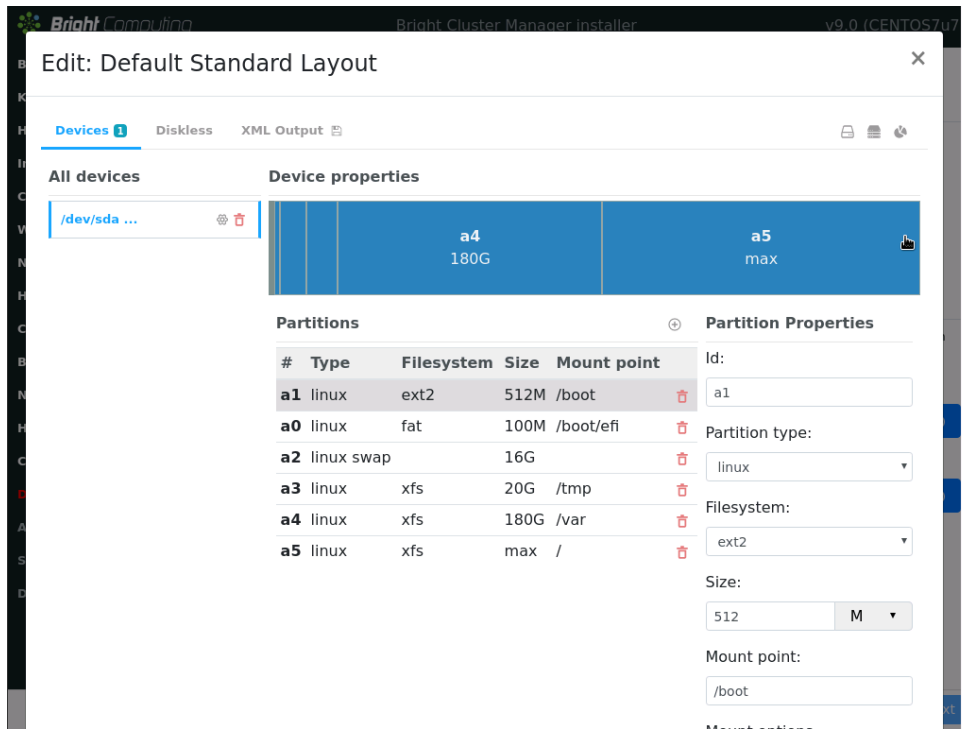 Bright Computing
Bright Cluster Manager installer
v9.0 (CENTOS7u7
Edit: Default Standard Layout
×
Devices 1
Diskless
XML Output
All devices
Device properties
/dev/sda ...
a4
180G
a5
max
Partitions
Partition Properties
# Type Filesystem Size Mount point
a1 linux ext2 512M /boot
a0 linux fat 100M /boot/efi
a2 linux swap 16G
a3 linux xfs 20G /tmp
a4 linux xfs 180G /var
a5 linux xfs max /
Id:
a1
Partition type:
linux
Filesystem:
ext2
Size:
512 M
Mount point:
/boot
Mount options